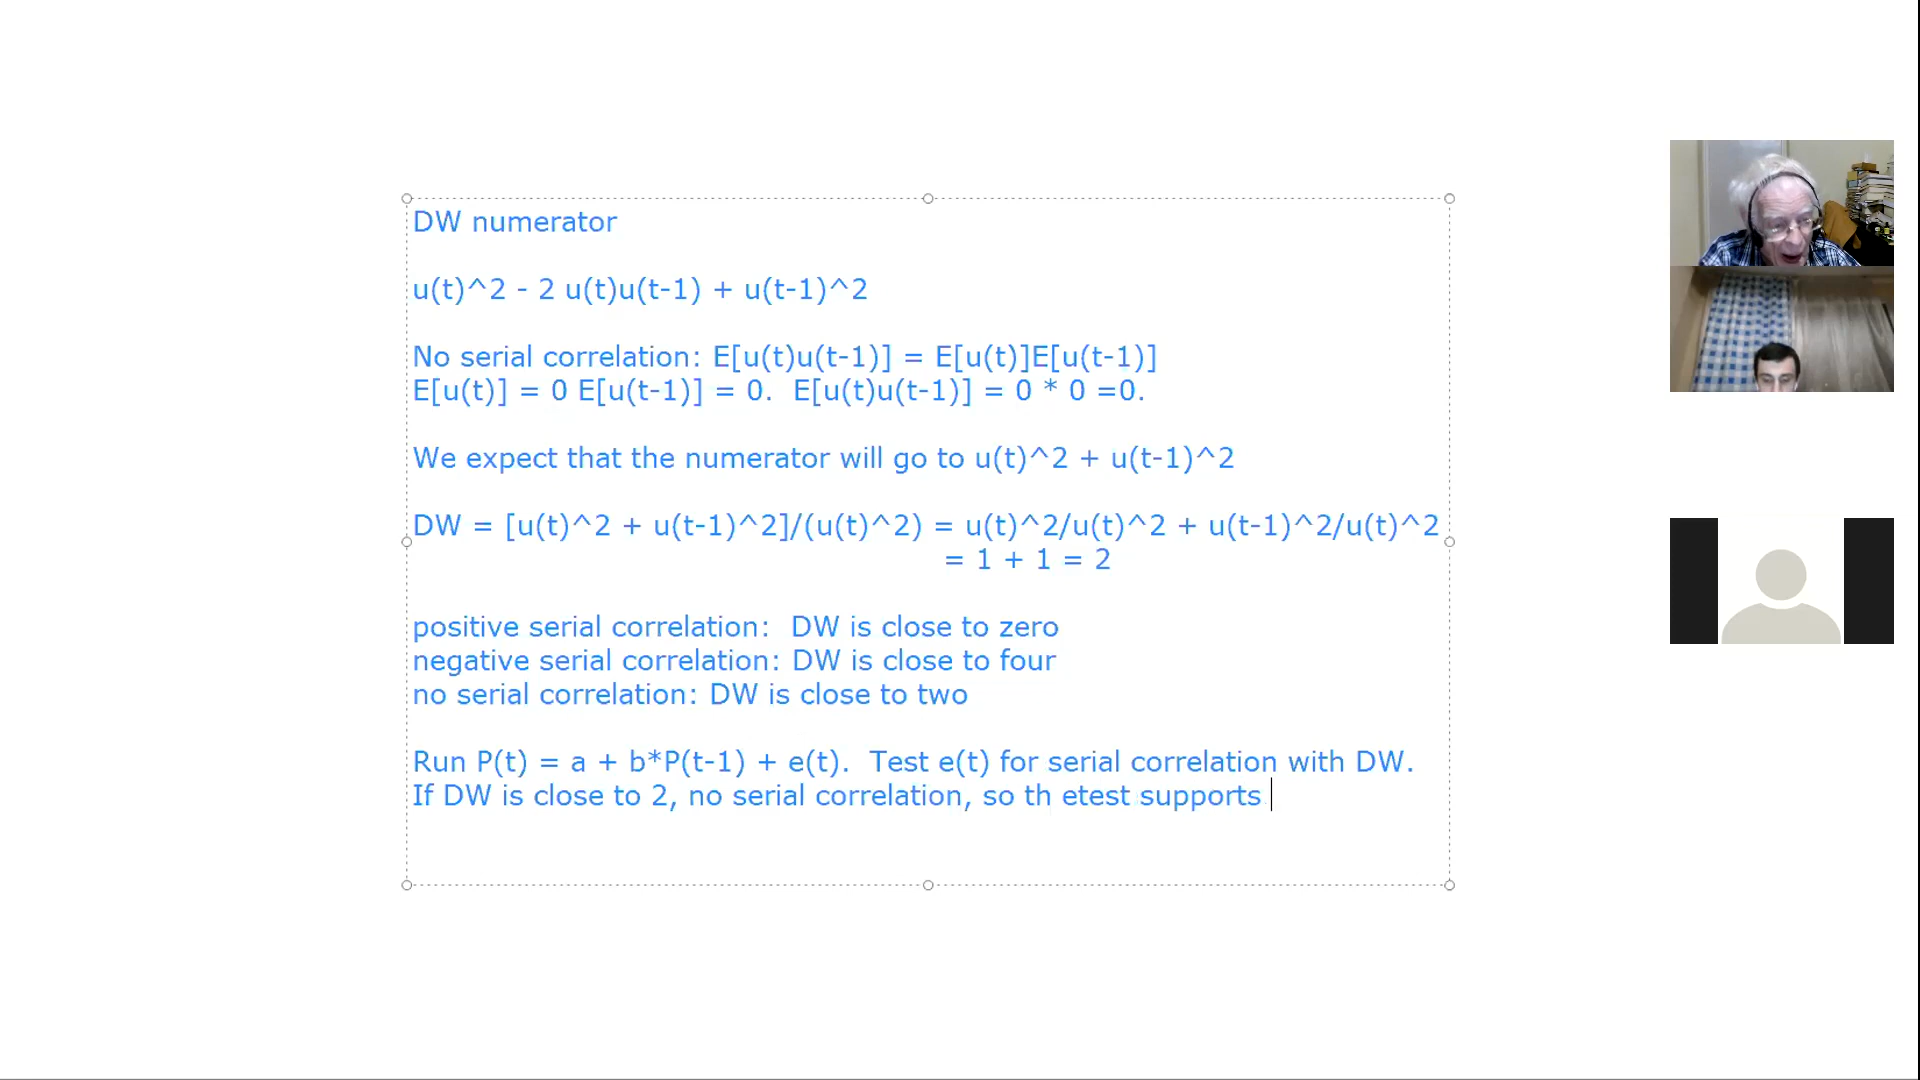 DW numerator
u(t)^2 - 2 u(t)u(t-1) + u(t-1)^2
No serial correlation: E[u(t)u(t-1)] = E[u(t)]E[u(t-1)]
E[u(t)] = 0 E[u(t-1)] = 0.  E[u(t)u(t-1)] = 0 * 0 =0.
We expect that the numerator will go to u(t)^2 + u(t-1)^2
DW = [u(t)^2 + u(t-1)^2]/(u(t)^2) = u(t)^2/u(t)^2 + u(t-1)^2/u(t)^2
= 1 + 1 = 2
positive serial correlation:  DW is close to zero
negative serial correlation: DW is close to four
no serial correlation: DW is close to two
Run P(t) = a + b*P(t-1) + e(t).  Test e(t) for serial correlation with DW.
If DW is close to 2, no serial correlation, so th etest supports